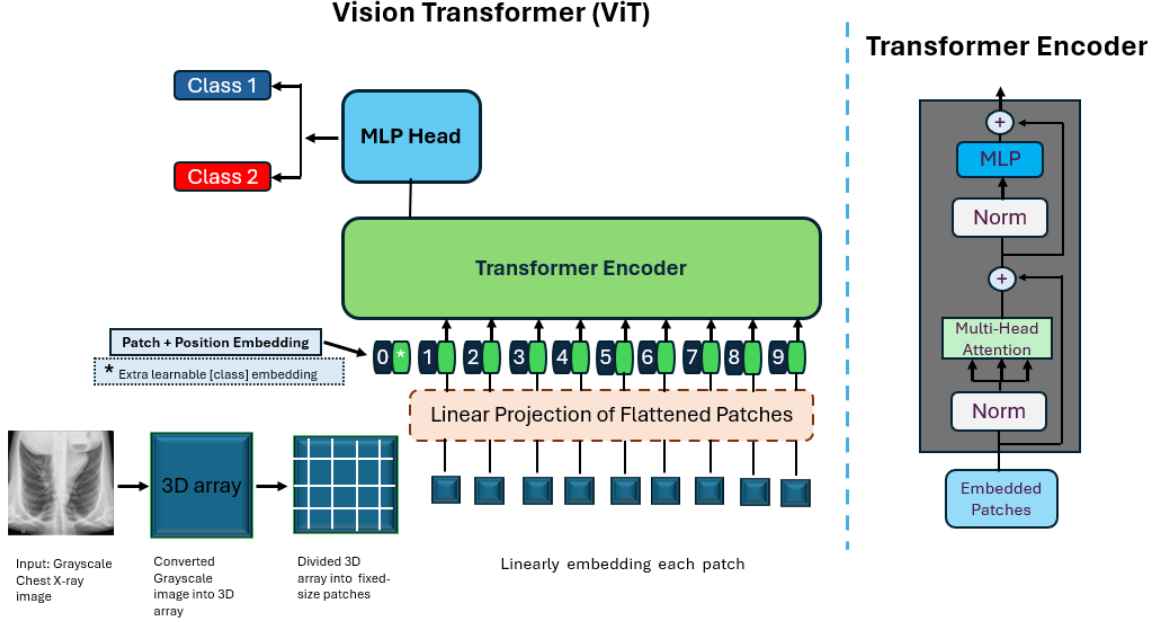 Vision Transformer (ViT)
Class 1
Class 2
MLP Head
Transformer Encoder
Patch + Position Embedding
* Extra learnable [class] embedding
0 * 1 2 3 4 5 6 7 8 9
Linear Projection of Flattened Patches
3D array
Input: Grayscale
Chest X-ray
image
Converted
Grayscale
image into 3D
array
Divided 3D
array into fixed-
size patches
Linearly embedding each patch
Transformer Encoder
+
MLP
Norm
+
Multi-Head
Attention
Norm
Embedded
Patches